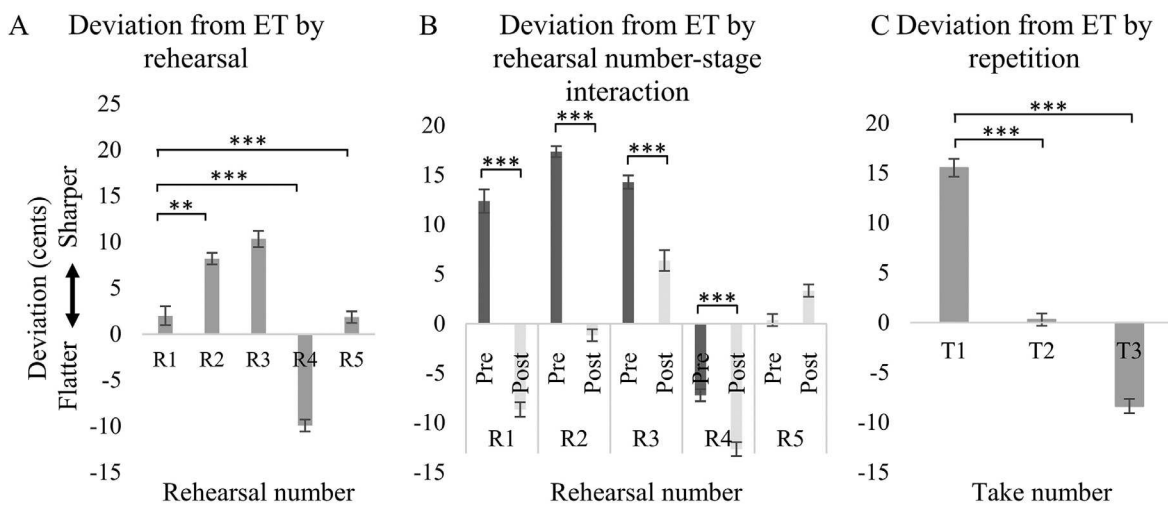 A Deviation from ET by
rehearsal
25
20
15
10
5
0
-5
-10
-15
Deviation (cents)
Flatter
Sharper
***
***
**
R1 R2 R3 R4 R5
Rehearsal number
B Deviation from ET by
rehearsal number-stage
interaction
20
15
10
5
0
-5
-10
-15
***
***
***
***
Pre Post Pre Post Pre Post Pre Post Pre Post
R1 R2 R3 R4 R5
Rehearsal number
C Deviation from ET by
repetition
20
15
10
5
0
-5
-10
-15
***
***
T1 T2 T3
Take number